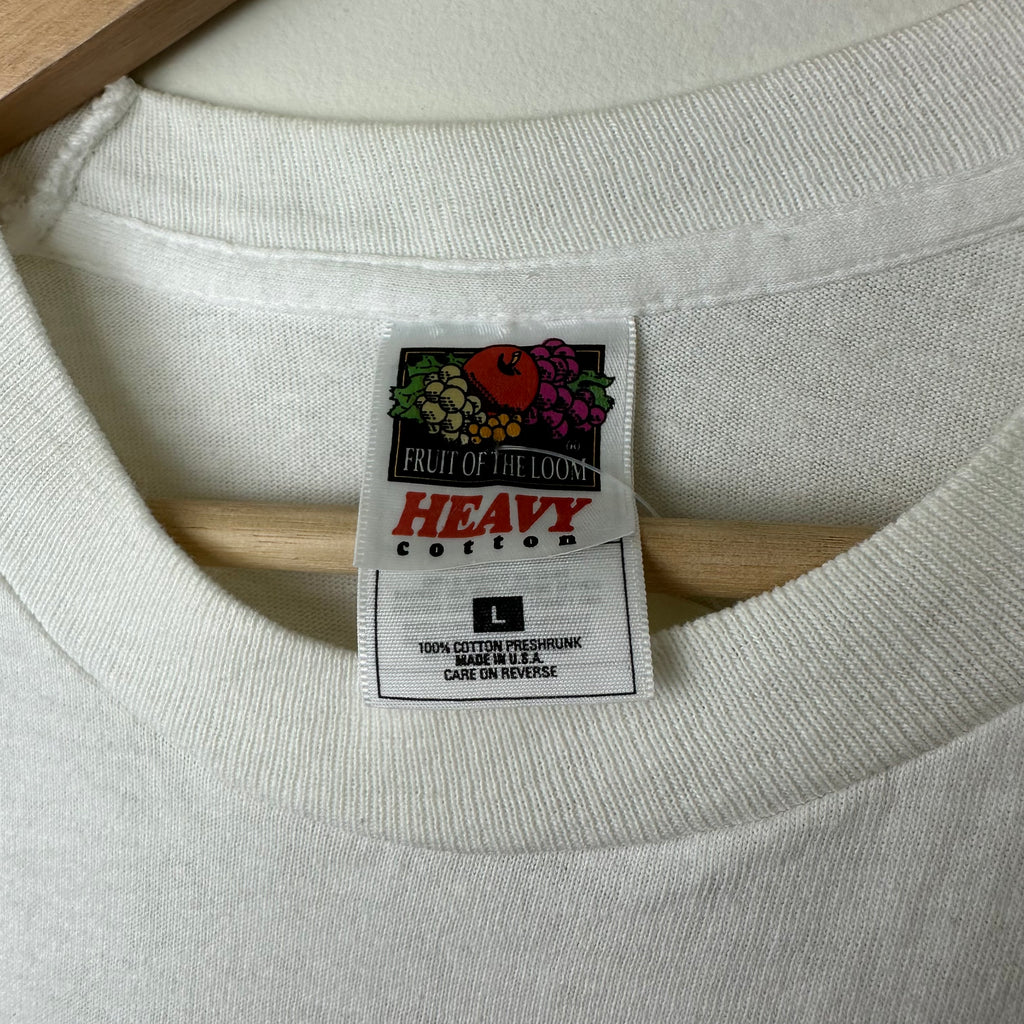 (R)
FRUIT OF THE LOOM
HEAVY
cotton
L
100% COTTON PRESHRUNK
MADE IN U.S.A.
CARE ON REVERSE